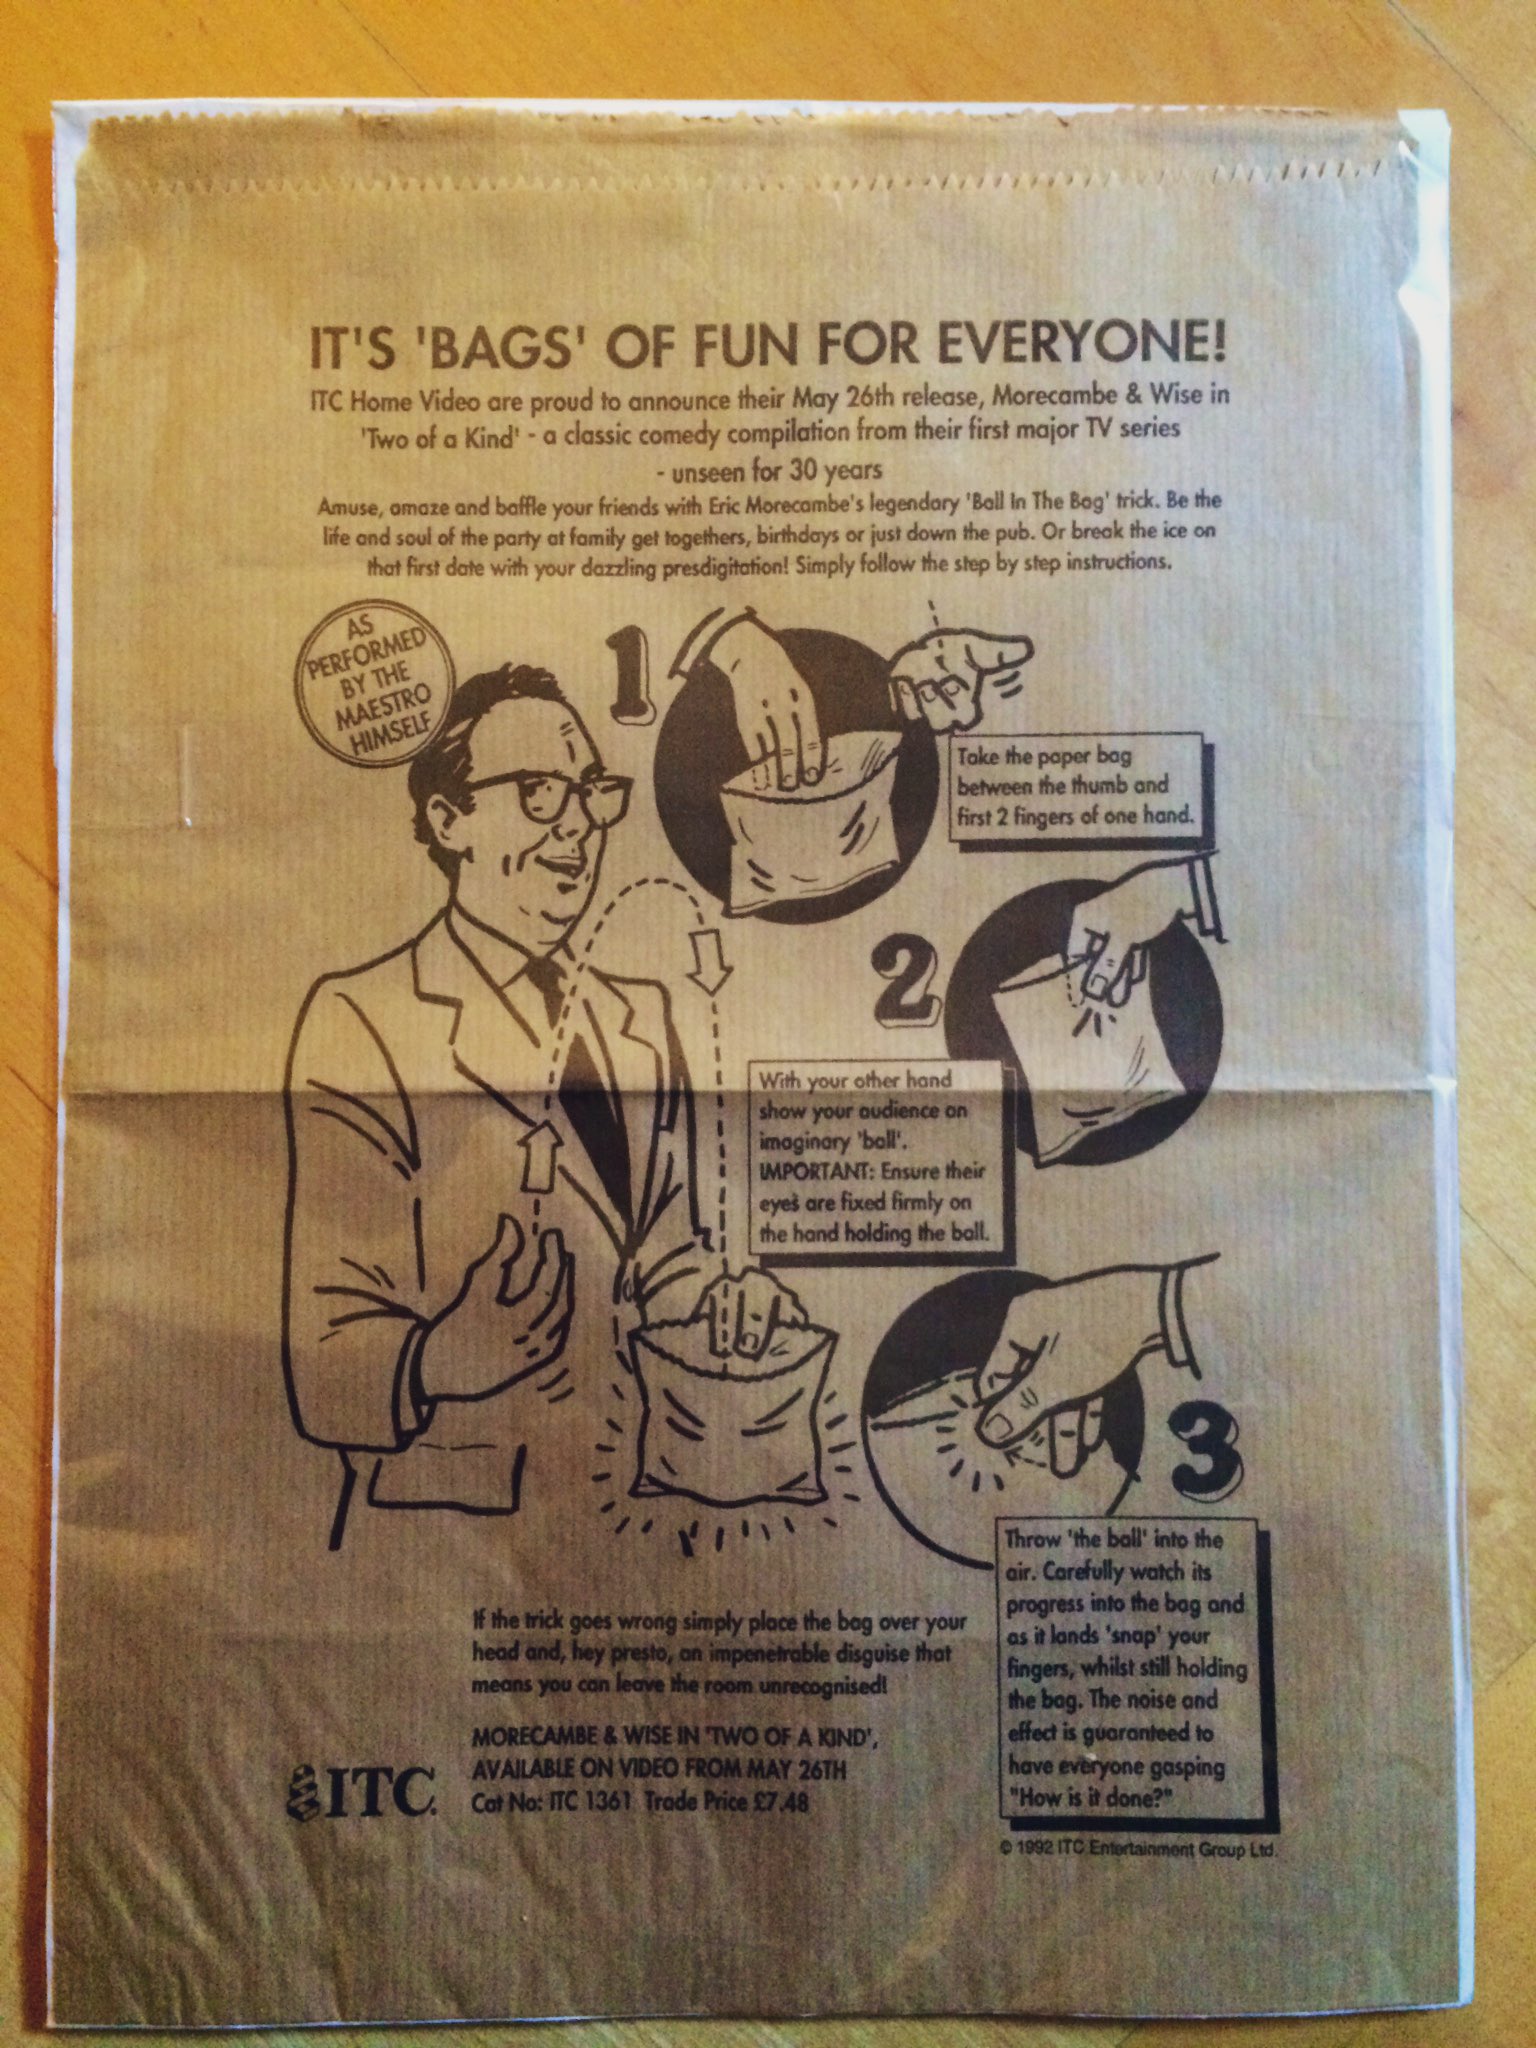 IT'S 'BAGS' OF FUN FOR EVERYONE!
ITC Home Video are proud to announce their May 26th release, Morecambe & Wise in
'Two of a Kind' - a classic comedy compilation from their first major TV series
- unseen for 30 years
Amuse, amaze and baffle your friends with Eric Morecambe's legendary 'Ball In The Bag' trick. Be the
life and soul of the party at family get togethers, birthdays or just down the pub. Or break the ice on
that first date with your dazzling presdigitation! Simply follow the step by step instructions.
AS
PERFORMED
BY THE
MAESTRO
HIMSELF
1
Take the paper bag
between the thumb and
first 2 fingers of one hand.
2
With your other hand
show your audience an
imaginary 'ball'.
IMPORTANT: Ensure their
eyes are fixed firmly on
the hand holding the ball.
3
Throw 'the ball' into the
air. Carefully watch its
progress into the bag and
as it lands 'snap' your
fingers, whilst still holding
the bag. The noise and
effect is guaranteed to
have everyone gasping
"How is it done?"
If the trick goes wrong simply place the bag over your
head and, hey presto, an impenetrable disguise that
means you can leave the room unrecognised!
MORECAMBE & WISE IN 'TWO OF A KIND',
AVAILABLE ON VIDEO FROM MAY 26TH
Cat No: ITC 1361 Trade Price £7.48
ITC
© 1992 ITC Entertainment Group Ltd.